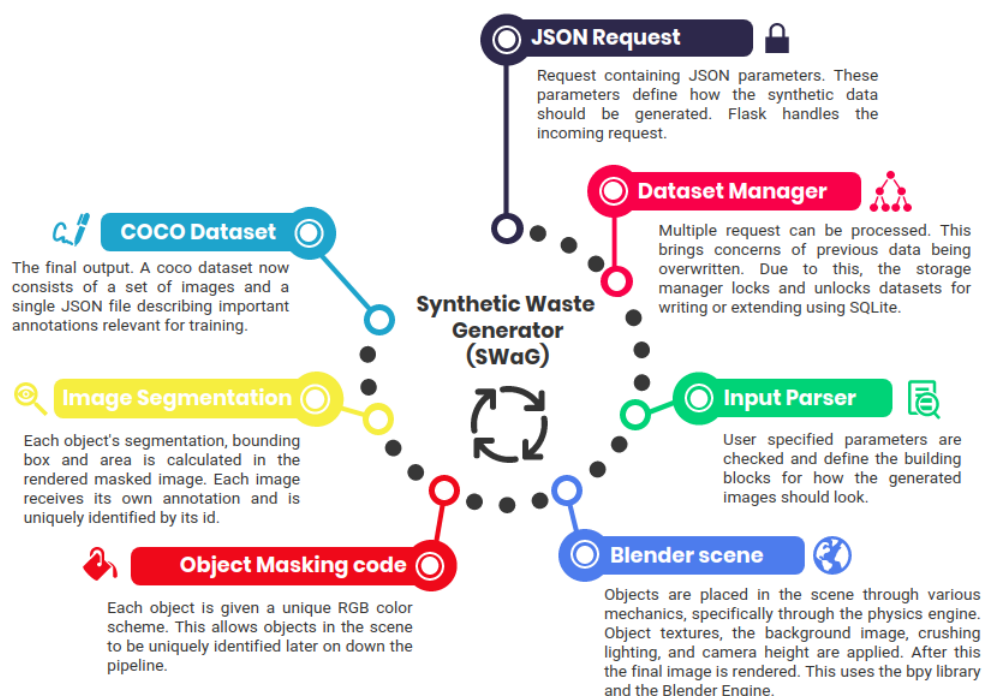 JSON Request
Request containing JSON parameters. These
parameters define how the synthetic data
should be generated. Flask handles the
incoming request.
Dataset Manager
Multiple request can be processed. This
brings concerns of previous data being
overwritten. Due to this, the storage
manager locks and unlocks datasets for
writing or extending using SQLite.
Input Parser
User specified parameters are
checked and define the building
blocks for how the generated
images should look.
Blender scene
Objects are placed in the scene through various
mechanics, specifically through the physics engine.
Object textures, the background image, crushing
lighting, and camera height are applied. After this
the final image is rendered. This uses the bpy library
and the Blender Engine.
Object Masking code
Each object is given a unique RGB color
scheme. This allows objects in the scene
to be uniquely identified later on down the
pipeline.
Image Segmentation
Each object's segmentation, bounding
box and area is calculated in the
rendered masked image. Each image
receives its own annotation and is
uniquely identified by its id.
COCO Dataset
The final output. A coco dataset now
consists of a set of images and a
single JSON file describing important
annotations relevant for training.
Synthetic Waste
Generator
(SWaG)